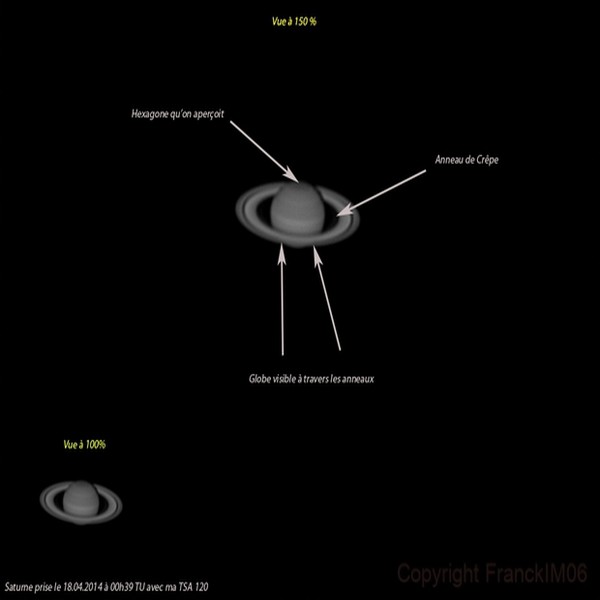 Vue à 150 %
Hexagone qu'on aperçoit
Anneau de Crêpe
Globe visible à travers les anneaux
Vue à 100%
Copyright FranckIM06
Saturne prise le 18.04.2014 à 00h39 TU avec ma TSA 120